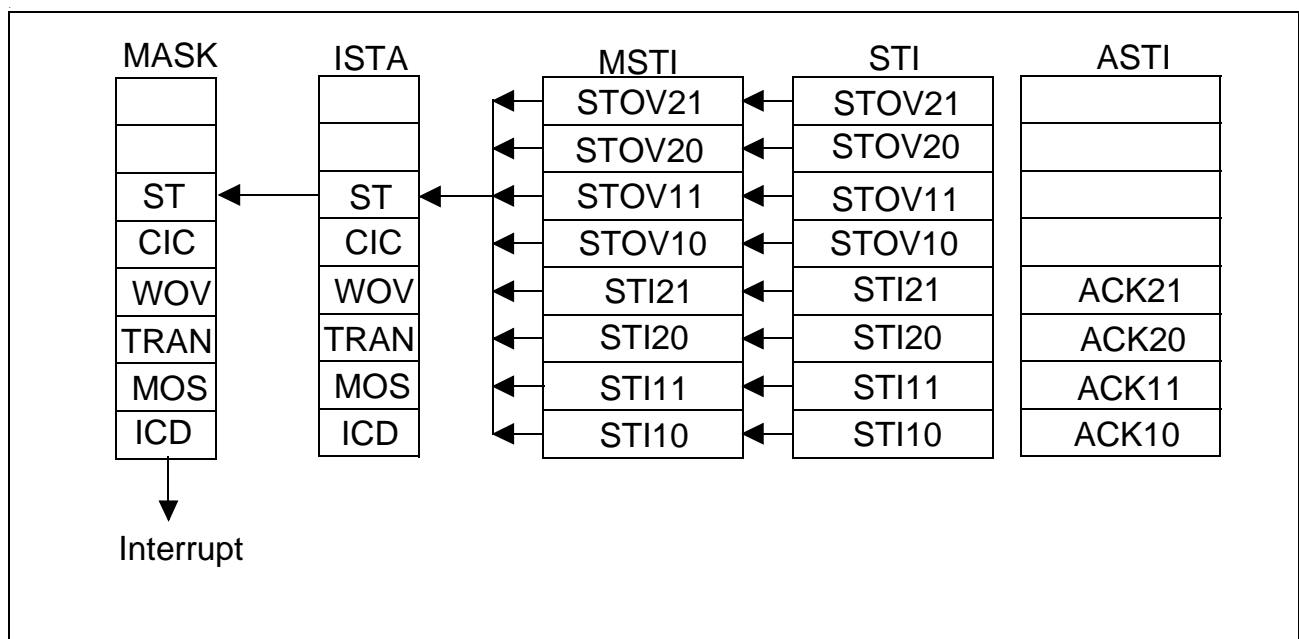 MASK ISTA MSTI STI ASTI
STOV21 STOV21
STOV20 STOV20
ST ST STOV11 STOV11
CIC CIC STOV10 STOV10
WOV WOV STI21 STI21 ACK21
TRAN TRAN STI20 STI20 ACK20
MOS MOS STI11 STI11 ACK11
ICD ICD STI10 STI10 ACK10
Interrupt